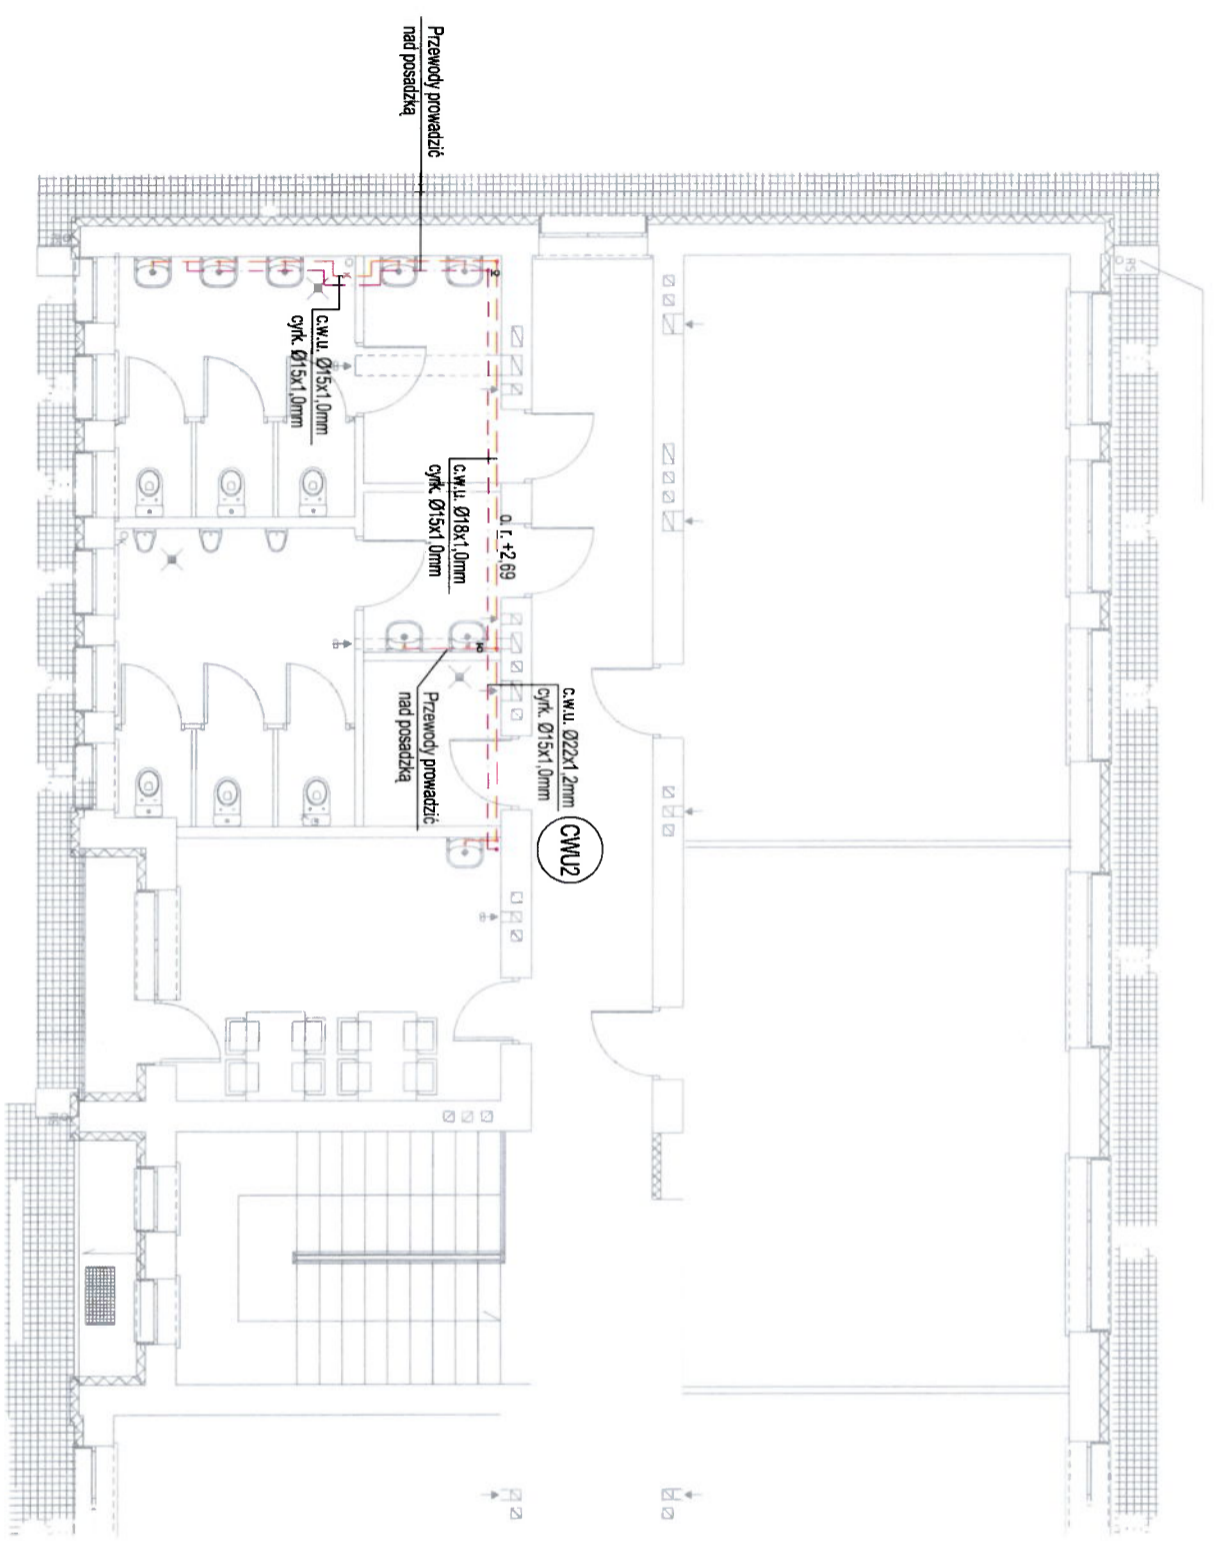 Przewody prowadzić
nad posadzką
RS
c.w.u. Ø15x1,0mm
cyrk. Ø15x1,0mm
o. r. +2,69
c.w.u. Ø18x1,0mm
cyrk. Ø15x1,0mm
c.w.u. Ø22x1,2mm
cyrk. Ø15x1,0mm
CWU2
Przewody prowadzić
nad posadzką